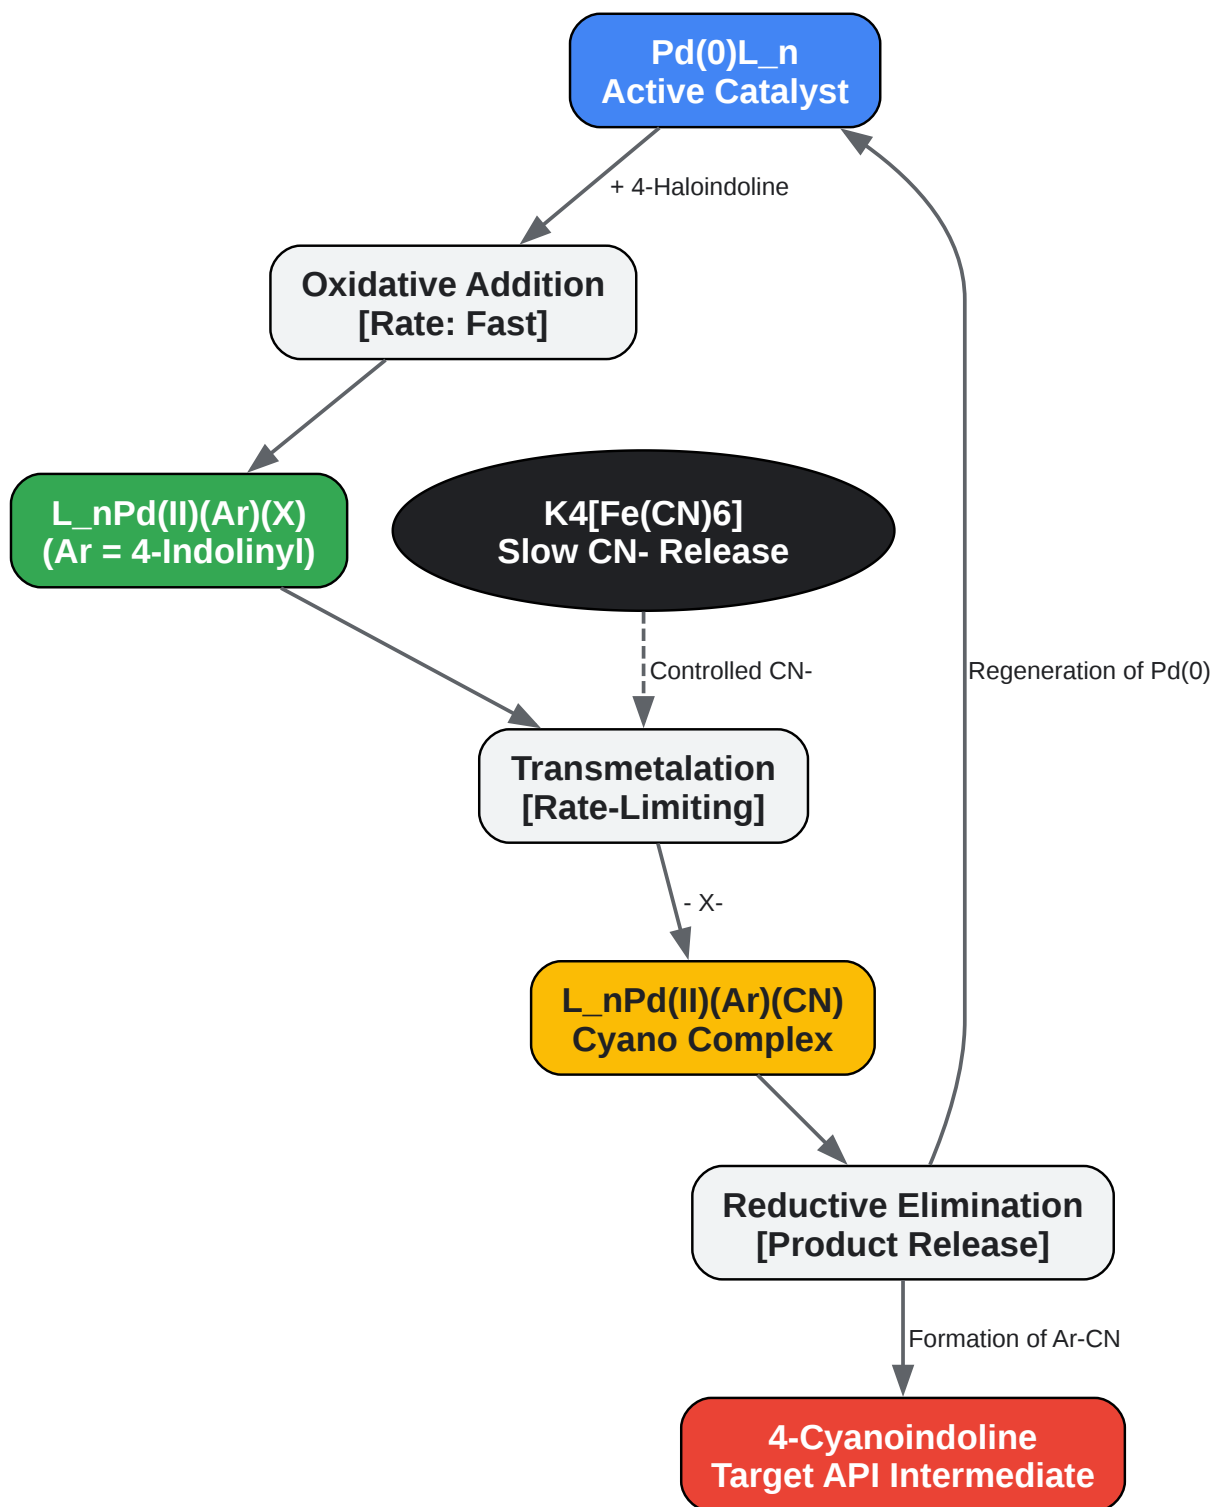 Pd(0)L_n
Active Catalyst
+ 4-Haloindoline
Oxidative Addition
[Rate: Fast]
L_nPd(II)(Ar)(X)
(Ar = 4-Indolinyl)
K4[Fe(CN)6]
Slow CN- Release
Controlled CN-
Regeneration of Pd(0)
Transmetalation
[Rate-Limiting]
- X-
L_nPd(II)(Ar)(CN)
Cyano Complex
Reductive Elimination
[Product Release]
Formation of Ar-CN
4-Cyanoindoline
Target API Intermediate